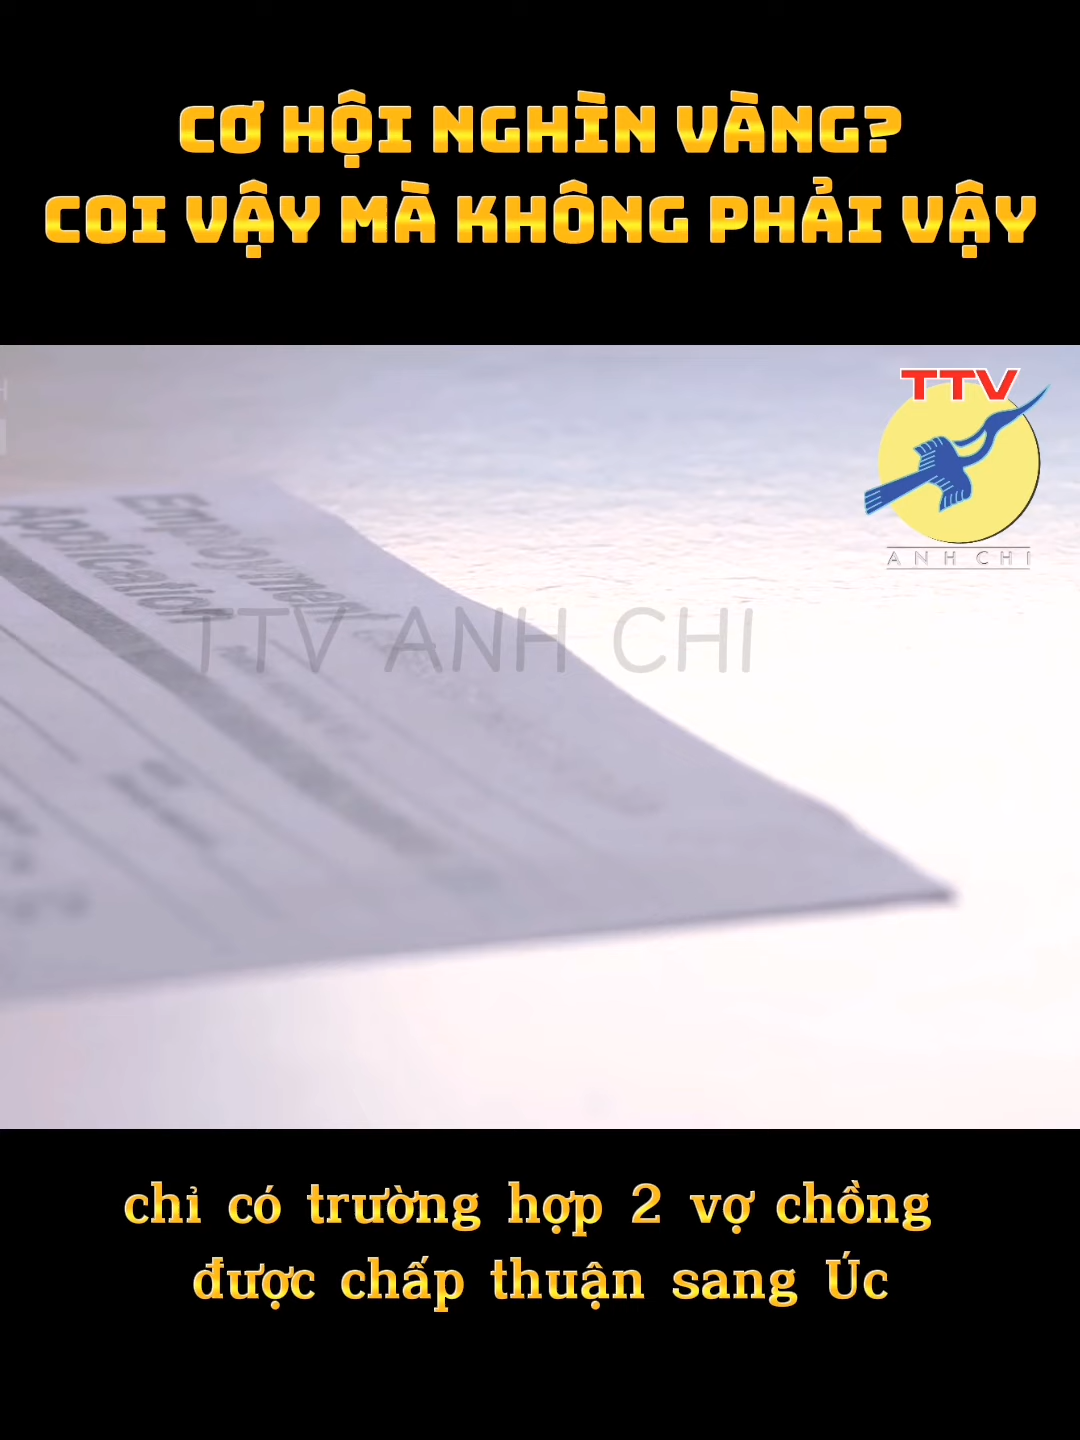 CƠ HỘI NGHÌN VÀNG?
COI VẬY MÀ KHÔNG PHẢI VẬY
TTV
ANH CHI
Employment
Application
TTV ANH CHI
chỉ có trường hợp 2 vợ chồng
được chấp thuận sang Úc